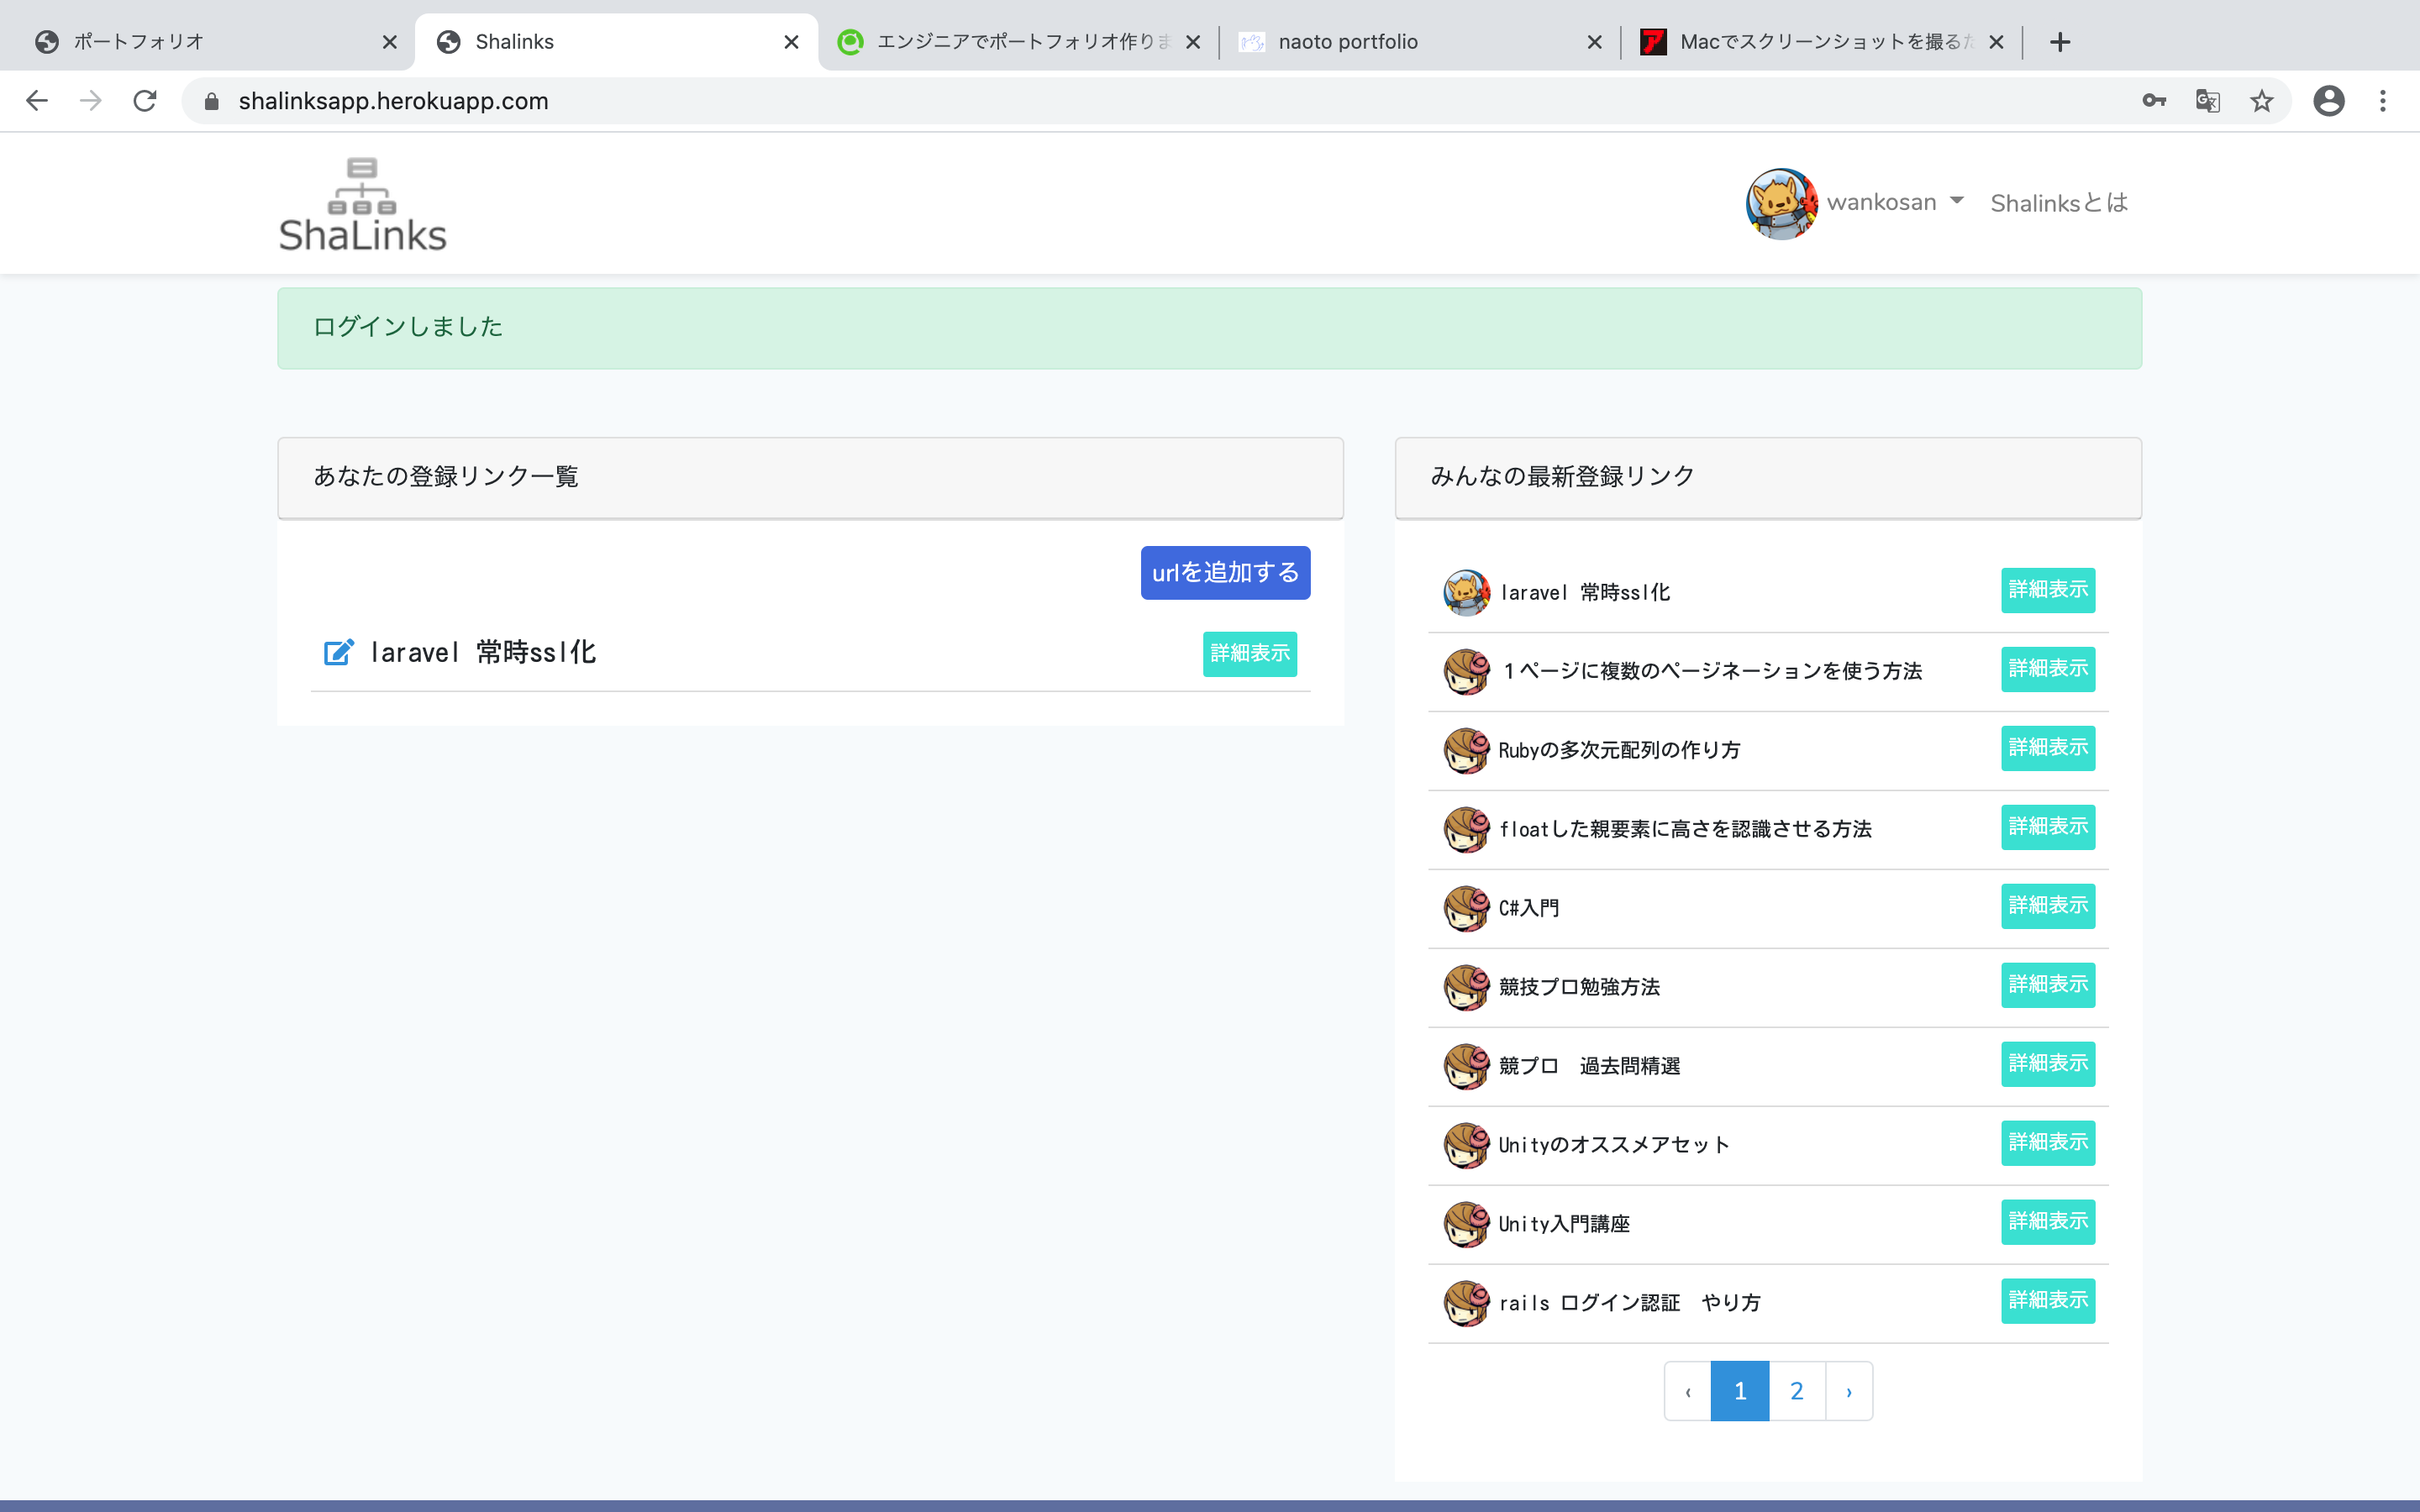 ポートフォリオ
Shalinks
エンジニアでポートフォリオ作りま
naoto portfolio
Macでスクリーンショットを撮るた
shalinksapp.herokuapp.com
ShaLinks
wankosan
Shalinksとは
ログインしました
あなたの登録リンク一覧
urlを追加する
laravel 常時ssl化
詳細表示
みんなの最新登録リンク
laravel 常時ssl化
詳細表示
１ページに複数のページネーションを使う方法
詳細表示
Rubyの多次元配列の作り方
詳細表示
floatした親要素に高さを認識させる方法
詳細表示
C#入門
詳細表示
競技プロ勉強方法
詳細表示
競プロ　過去問精選
詳細表示
Unityのオススメアセット
詳細表示
Unity入門講座
詳細表示
rails ログイン認証　やり方
詳細表示
‹ 1 2 ›